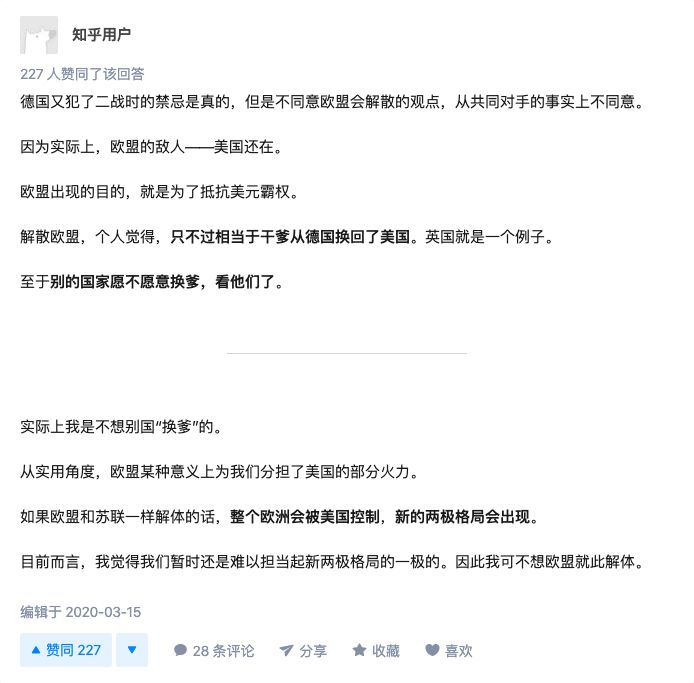 知乎用户
227 人赞同了该回答
德国又犯了二战时的禁忌是真的，但是不同意欧盟会解散的观点，从共同对手的事实上不同意。
因为实际上，欧盟的敌人——美国还在。
欧盟出现的目的，就是为了抵抗美元霸权。
解散欧盟，个人觉得，只不过相当于干爹从德国换回了美国。英国就是一个例子。
至于别的国家愿不愿意换爹，看他们了。
实际上我是不想别国“换爹”的。
从实用角度，欧盟某种意义上为我们分担了美国的部分火力。
如果欧盟和苏联一样解体的话，整个欧洲会被美国控制，新的两极格局会出现。
目前而言，我觉得我们暂时还是难以担当起新两极格局的一极的。因此我可不想欧盟就此解体。
编辑于 2020-03-15
赞同 227 28 条评论 分享 收藏 喜欢